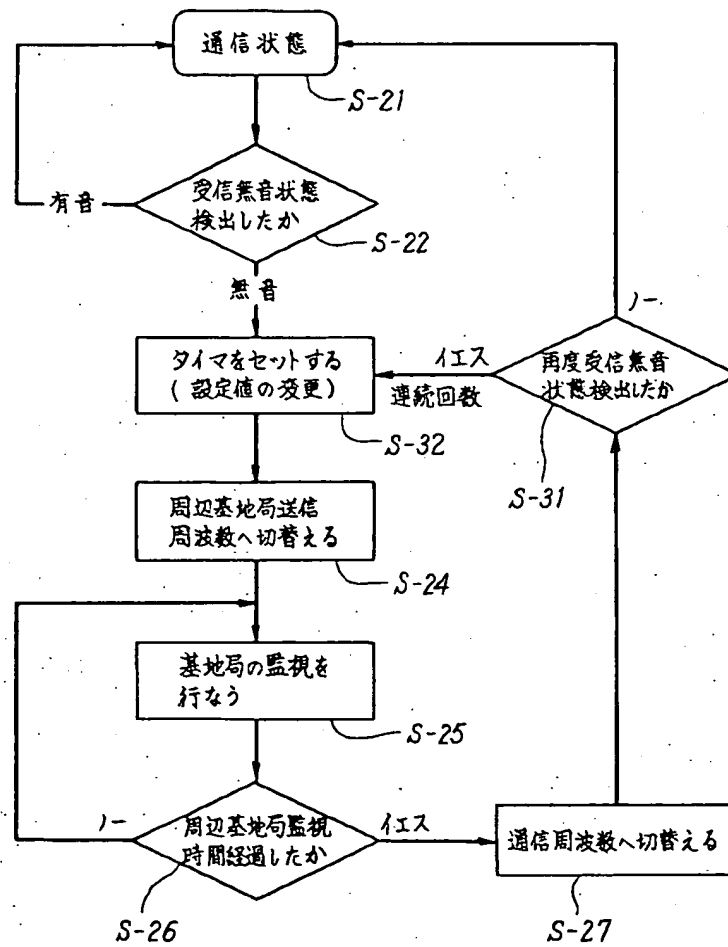 通信状態
S-21
受信無音状態
検出したか
有音
S-22
無音
ノー
タイマをセットする
(設定値の変更)
イエス
連続回数
再度受信無音
状態検出したか
S-32
S-31
周辺基地局送信
周波数へ切替える
S-24
基地局の監視を
行なう
S-25
ノー
周辺基地局監視
時間経過したか
イエス
通信周波数へ切替える
S-26
S-27